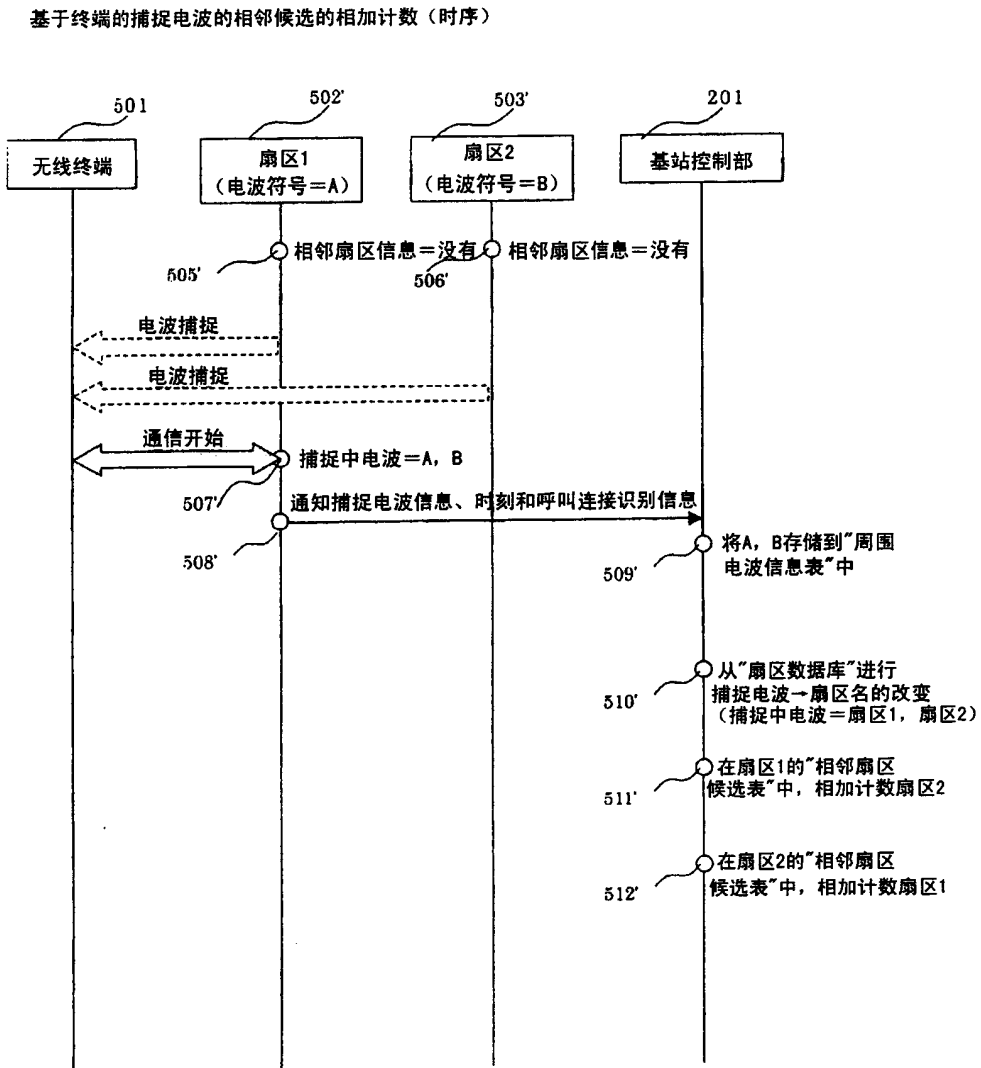 基于终端的捕捉电波的相邻候选的相加计数（时序）
501
502'
503'
201
无线终端
扇区1
（电波符号＝A）
扇区2
（电波符号＝B）
基站控制部
相邻扇区信息＝没有
相邻扇区信息＝没有
505'
506'
电波捕捉
电波捕捉
通信开始
捕捉中电波＝A，B
507'
通知捕捉电波信息、时刻和呼叫连接识别信息
508'
将A，B存储到"周围
电波信息表"中
509'
从"扇区数据库"进行
捕捉电波→扇区名的改变
（捕捉中电波＝扇区1，扇区2）
510'
在扇区1的"相邻扇区
候选表"中，相加计数扇区2
511'
在扇区2的"相邻扇区
候选表"中，相加计数扇区1
512'